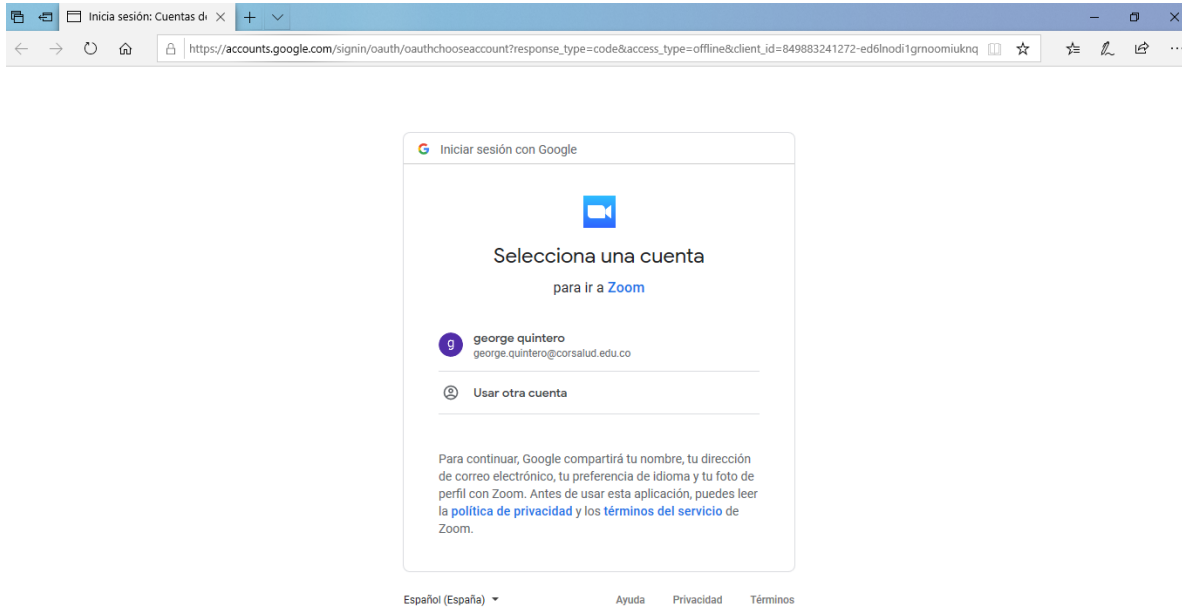 Inicia sesión: Cuentas de
https://accounts.google.com/signin/oauth/oauthchooseaccount?response_type=code&access_type=offline&client_id=849883241272-ed6lnodi1grnoomiuknq
G Iniciar sesión con Google
Selecciona una cuenta
para ir a Zoom
g
george quintero
george.quintero@corsalud.edu.co
Usar otra cuenta
Para continuar, Google compartirá tu nombre, tu dirección
de correo electrónico, tu preferencia de idioma y tu foto de
perfil con Zoom. Antes de usar esta aplicación, puedes leer
la política de privacidad y los términos del servicio de
Zoom.
Español (España) Ayuda Privacidad Términos